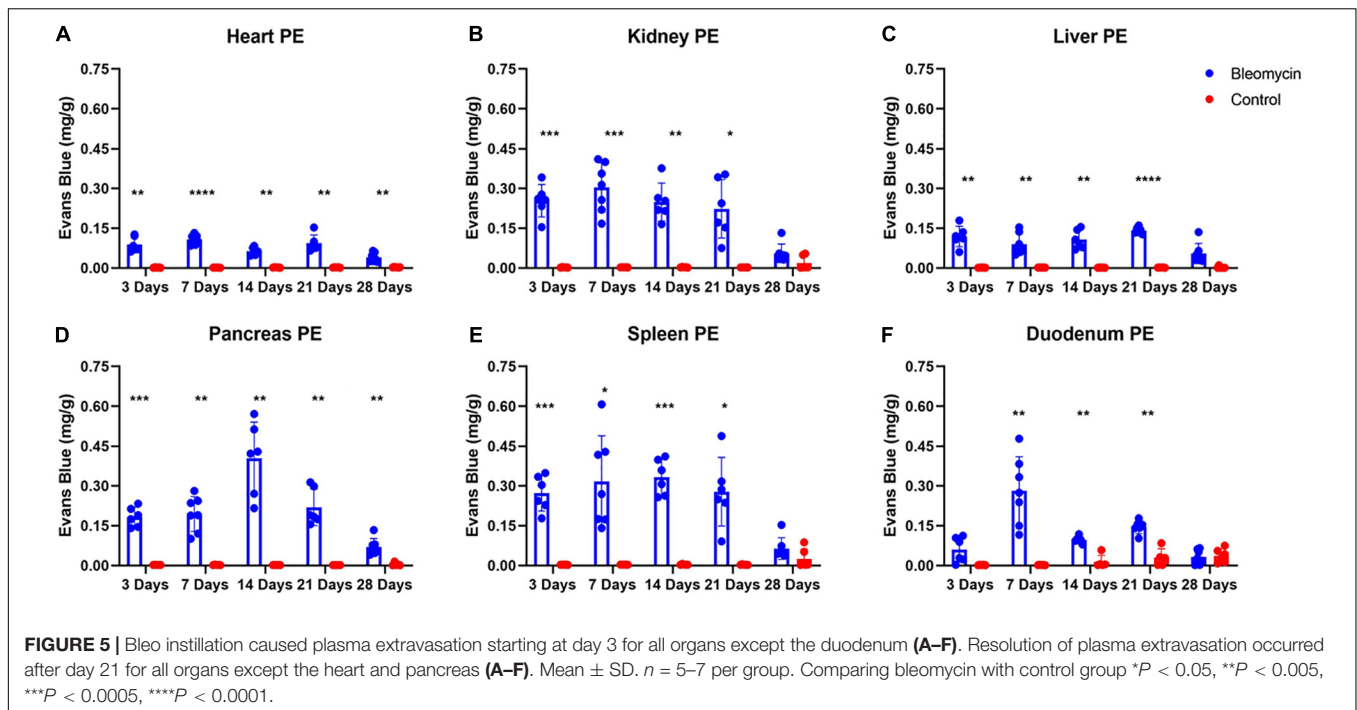 A Heart PE
B Kidney PE
C Liver PE
Evans Blue (mg/g)
0.75
0.60
0.45
0.30
0.15
0.00
** **** ** ** **
3 Days 7 Days 14 Days 21 Days 28 Days
Evans Blue (mg/g)
0.75
0.60
0.45
0.30
0.15
0.00
*** *** ** *
3 Days 7 Days 14 Days 21 Days 28 Days
Evans Blue (mg/g)
0.75
0.60
0.45
0.30
0.15
0.00
** ** ** ****
3 Days 7 Days 14 Days 21 Days 28 Days
Bleomycin
Control
D Pancreas PE
E Spleen PE
F Duodenum PE
Evans Blue (mg/g)
0.75
0.60
0.45
0.30
0.15
0.00
*** ** ** ** **
3 Days 7 Days 14 Days 21 Days 28 Days
Evans Blue (mg/g)
0.75
0.60
0.45
0.30
0.15
0.00
*** * *** *
3 Days 7 Days 14 Days 21 Days 28 Days
Evans Blue (mg/g)
0.75
0.60
0.45
0.30
0.15
0.00
** ** **
3 Days 7 Days 14 Days 21 Days 28 Days
FIGURE 5 | Bleo instillation caused plasma extravasation starting at day 3 for all organs except the duodenum (A–F). Resolution of plasma extravasation occurred
after day 21 for all organs except the heart and pancreas (A–F). Mean ± SD. n = 5–7 per group. Comparing bleomycin with control group *P < 0.05, **P < 0.005,
***P < 0.0005, ****P < 0.0001.